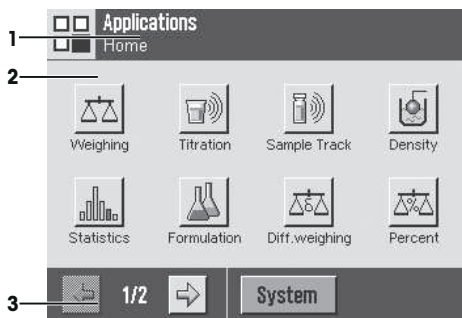 Applications
1 Home
2
Weighing Titration Sample Track Density
Statistics Formulation Diff.weighing Percent
3 1/2 System